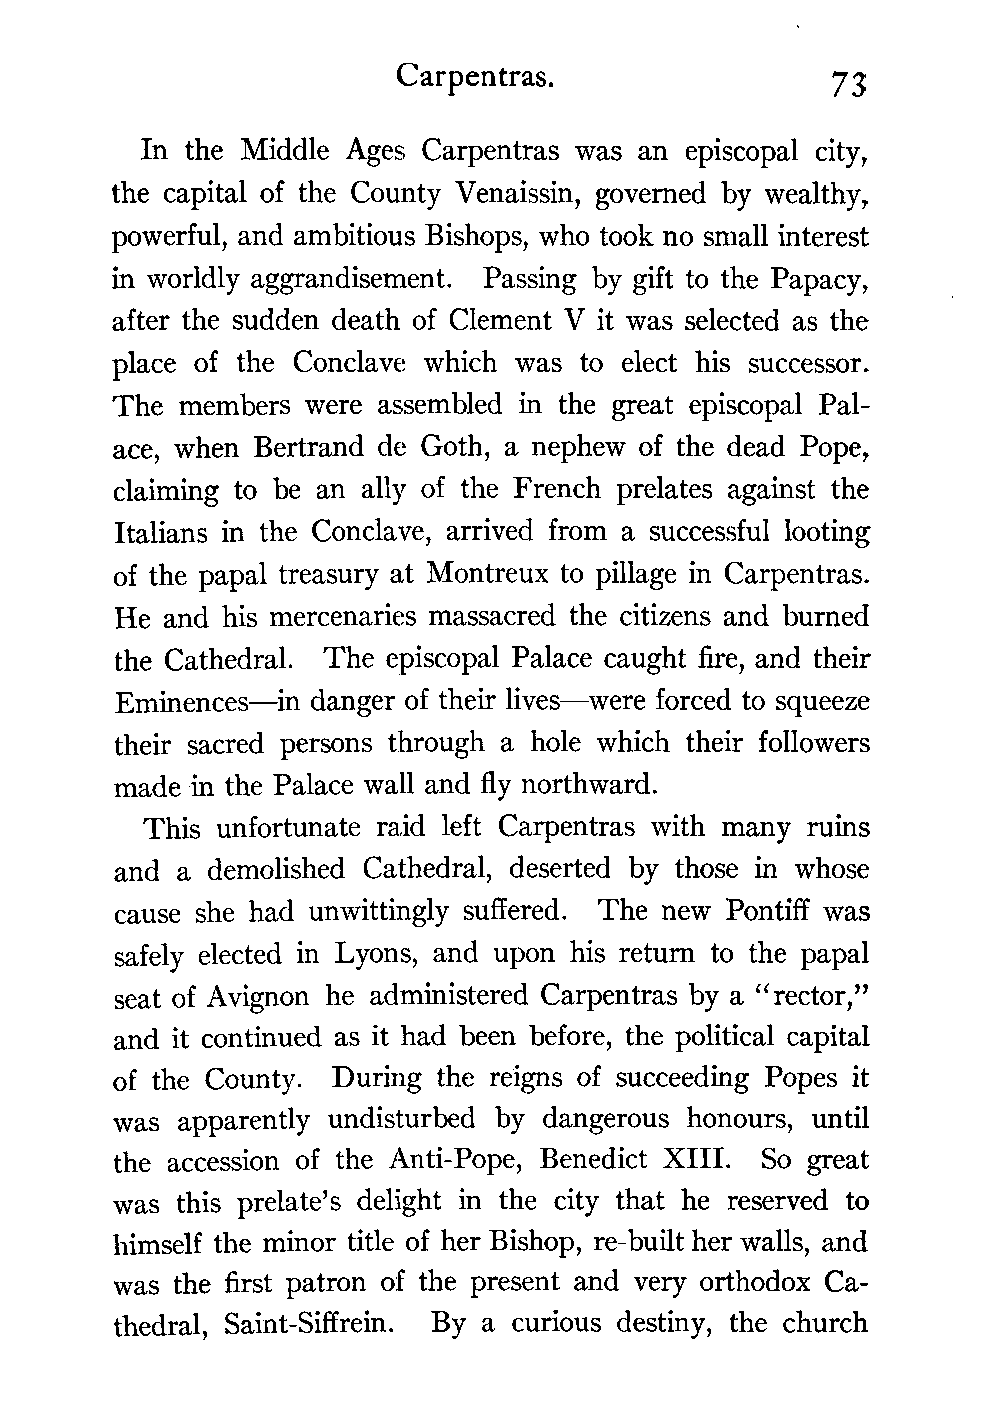 Carpentras. 73
In the Middle Ages Carpentras was an episcopal city,
the capital of the County Venaissin, governed by wealthy,
powerful, and ambitious Bishops, who took no small interest
in worldly aggrandisement. Passing by gift to the Papacy,
after the sudden death of Clement V it was selected as the
place of the Conclave which was to elect his successor.
The members were assembled in the great episcopal Pal-
ace, when Bertrand de Goth, a nephew of the dead Pope,
claiming to be an ally of the French prelates against the
Italians in the Conclave, arrived from a successful looting
of the papal treasury at Montreux to pillage in Carpentras.
He and his mercenaries massacred the citizens and burned
the Cathedral. The episcopal Palace caught fire, and their
Eminences—in danger of their lives—were forced to squeeze
their sacred persons through a hole which their followers
made in the Palace wall and fly northward.
This unfortunate raid left Carpentras with many ruins
and a demolished Cathedral, deserted by those in whose
cause she had unwittingly suffered. The new Pontiff was
safely elected in Lyons, and upon his return to the papal
seat of Avignon he administered Carpentras by a “rector,”
and it continued as it had been before, the political capital
of the County. During the reigns of succeeding Popes it
was apparently undisturbed by dangerous honours, until
the accession of the Anti-Pope, Benedict XIII. So great
was this prelate’s delight in the city that he reserved to
himself the minor title of her Bishop, re-built her walls, and
was the first patron of the present and very orthodox Ca-
thedral, Saint-Siffrein. By a curious destiny, the church